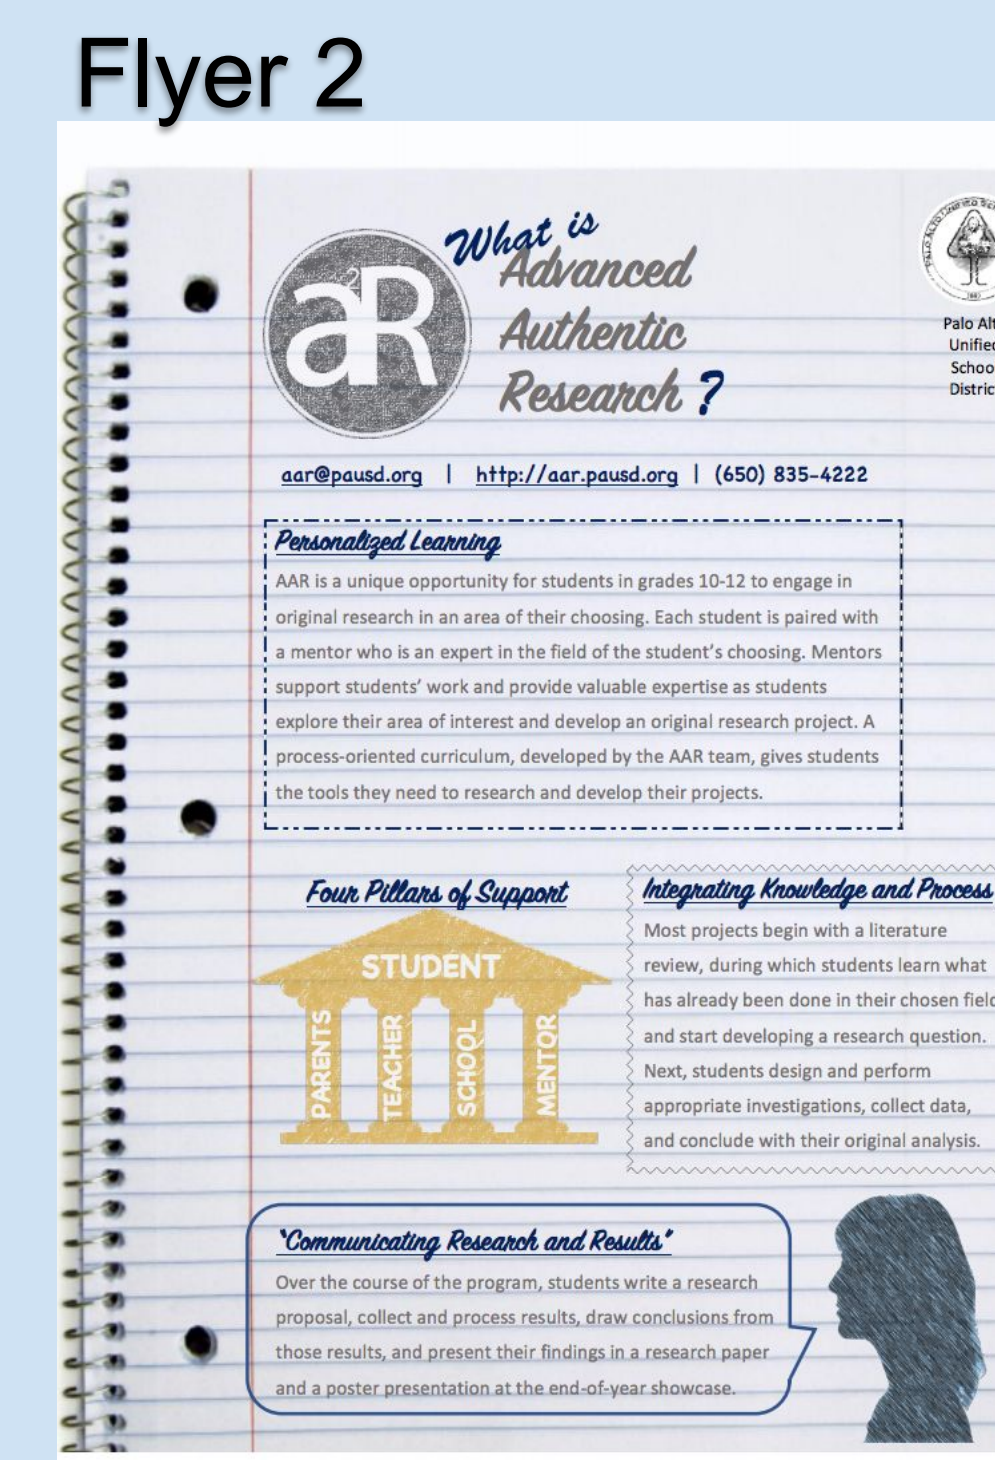 Flyer 2
What is
Advanced
Authentic
Research ?
a2R
Palo
Unified
District
aar@pausd.org | http://aar.pausd.org | (650) 835-4222
Personalized Learning
AAR is a unique opportunity for students in grades 10-12 to engage in
original research in an area of their choosing. Each student is paired with
a mentor who is an expert in the field of the student's choosing. Mentors
support students' work and provide valuable expertise as students
explore their area of interest and develop an original research project. A
process-oriented curriculum, developed by the AAR team, gives students
the tools they need to research and develop their projects.
Four Pillars of Support
STUDENT
PARENTS
TEACHER
SCHOOL
MENTOR
Integrating Knowledge and Process
Most projects begin with a literature
review, during which students learn what
has already been done in their chosen field
and start developing a research question.
Next, students design and perform
appropriate investigations, collect data,
and conclude with their original analysis.
"Communicating Research and Results"
Over the course of the program, students write a research
proposal, collect and process results, draw conclusions from
those results, and present their findings in a research paper
and a poster presentation at the end-of-year showcase.